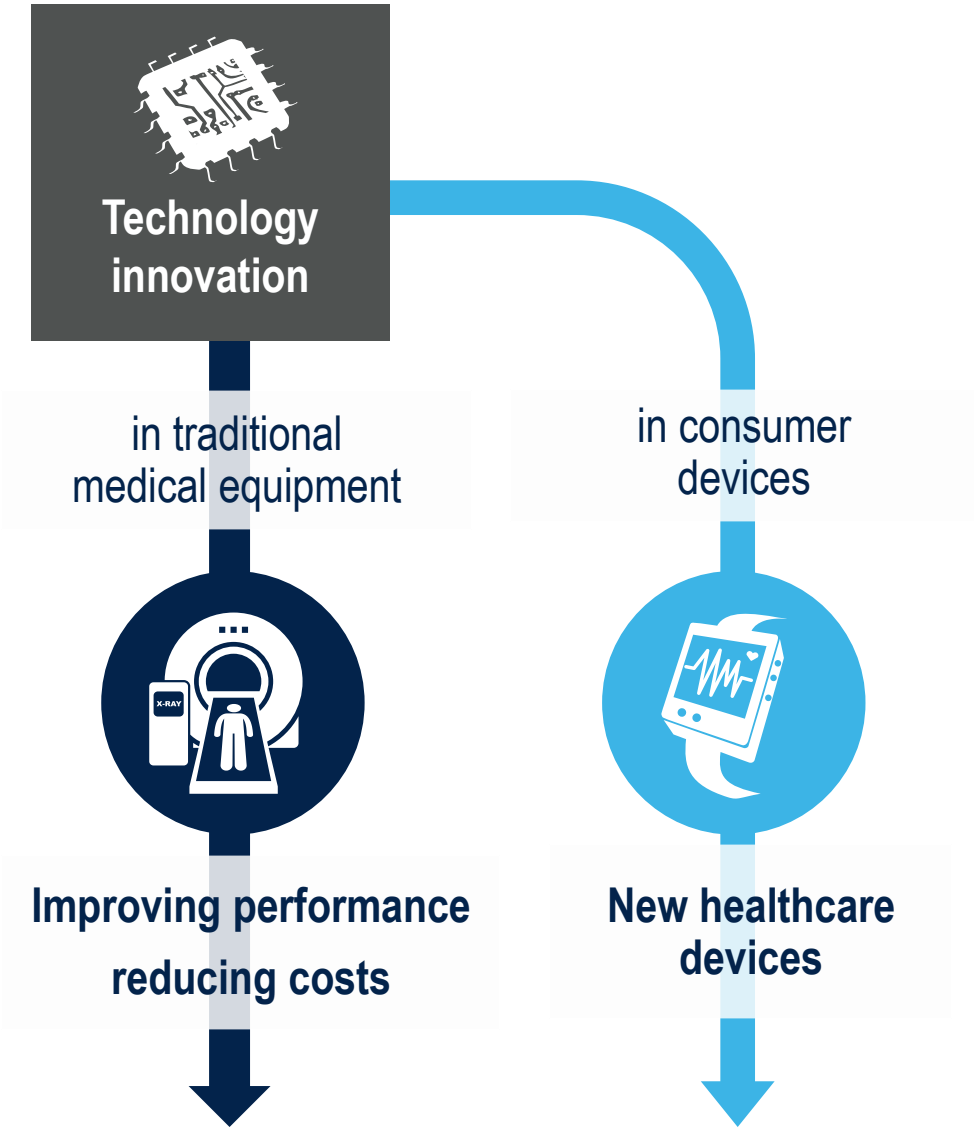 Technology
innovation
in traditional
medical equipment
in consumer
devices
X-RAY
Improving performance
reducing costs
New healthcare
devices